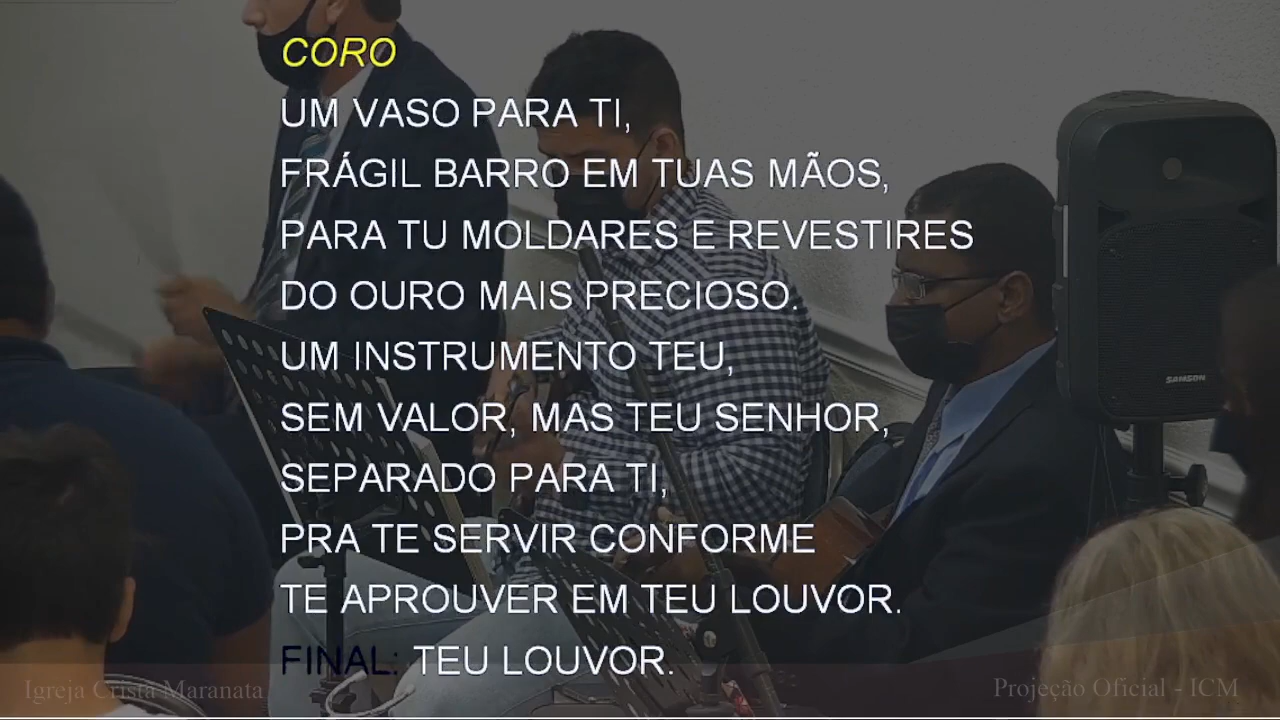 CORO
UM VASO PARA TI,
FRÁGIL BARRO EM TUAS MÃOS,
PARA TU MOLDARES E REVESTIRES
DO OURO MAIS PRECIOSO.
UM INSTRUMENTO TEU,
SEM VALOR, MAS TEU SENHOR,
SEPARADO PARA TI,
PRA TE SERVIR CONFORME
TE APROUVER EM TEU LOUVOR.
FINAL: TEU LOUVOR.
SAMSON
Igreja Cristã Maranata
Projeção Oficial - ICM